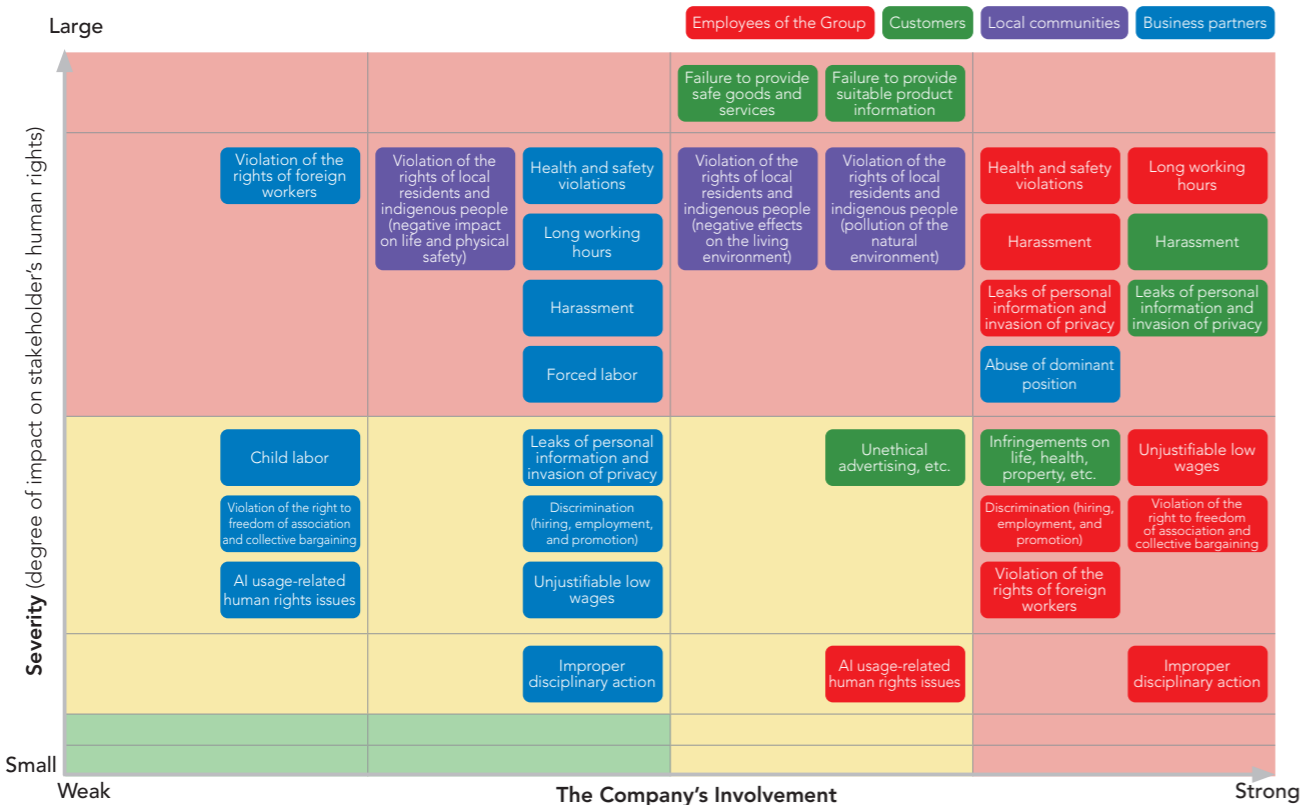 Large
Employees of the Group
Customers
Local communities
Business partners
Failure to provide
safe goods and
services
Failure to provide
suitable product
information
Violation of the
rights of foreign
workers
Violation of the
rights of local
residents and
indigenous people
(negative impact
on life and physical
safety)
Health and safety
violations
Long working
hours
Harassment
Forced labor
Violation of the
rights of local
residents and
indigenous people
(negative effects
on the living
environment)
Violation of the
rights of local
residents and
indigenous people
(pollution of the
natural
environment)
Health and safety
violations
Long working
hours
Harassment
Harassment
Leaks of personal
information and
invasion of privacy
Leaks of personal
information and
invasion of privacy
Abuse of dominant
position
Child labor
Violation of the right to
freedom of association
and collective bargaining
AI usage-related
human rights issues
Leaks of personal
information and
invasion of privacy
Discrimination
(hiring, employment,
and promotion)
Unjustifiable low
wages
Unethical
advertising, etc.
Infringements on
life, health,
property, etc.
Unjustifiable low
wages
Discrimination (hiring,
employment, and
promotion)
Violation of the
right to freedom
of association and
collective bargaining
Violation of the
rights of foreign
workers
Improper
disciplinary action
AI usage-related
human rights issues
Improper
disciplinary action
Severity (degree of impact on stakeholder's human rights)
Small
Weak
The Company's Involvement
Strong